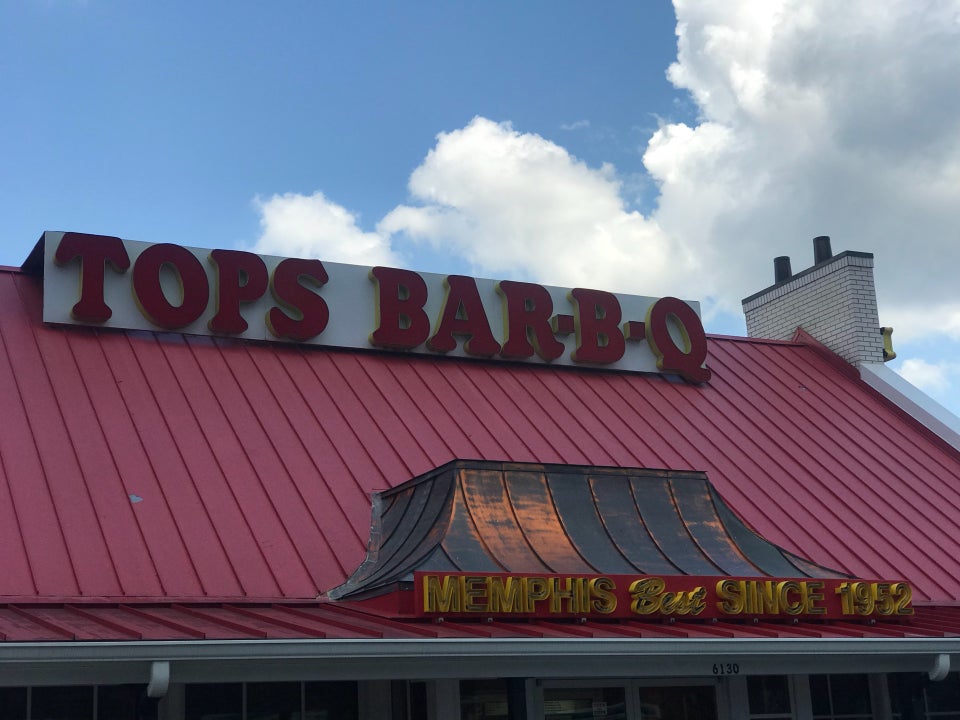 TOPS BAR-B-Q
MEMPHIS Best SINCE 1952
6130